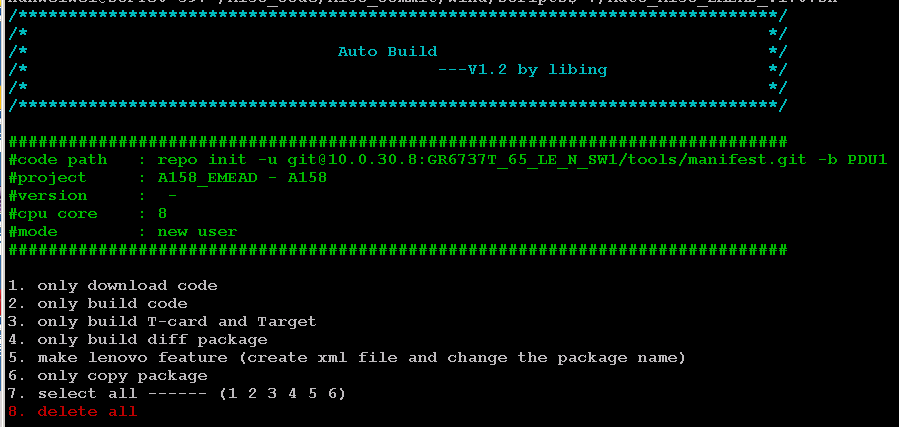 /****************************************************************************/
/* */
/* Auto Build */
/* ---V1.2 by libing */
/* */
/****************************************************************************/
##############################################################################
#code path : repo init -u git@10.0.30.8:GR6737T_65_LE_N_SW1/tools/manifest.git -b PDU1
#project : A158_EMEAD - A158
#version : -
#cpu core : 8
#mode : new user
##############################################################################
1. only download code
2. only build code
3. only build T-card and Target
4. only build diff package
5. make lenovo feature (create xml file and change the package name)
6. only copy package
7. select all ------ (1 2 3 4 5 6)
8. delete all